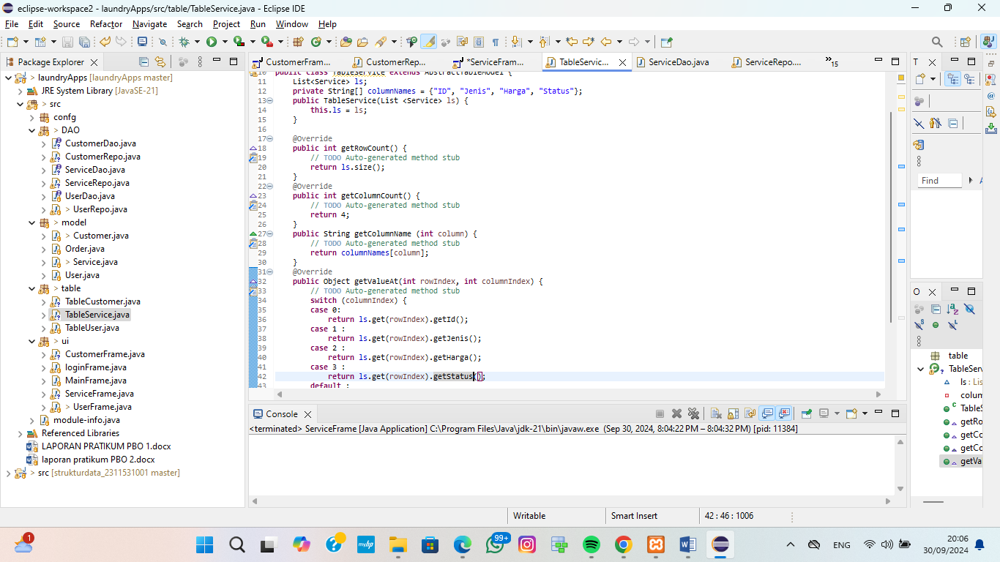 eclipse-workspace2 - laundryApps/src/table/TableService.java - Eclipse IDE
File Edit Source Refactor Navigate Search Project Run Window Help
Package Explorer
> laundryApps [laundryApps master]
JRE System Library [JavaSE-21]
> src
confg
> DAO
CustomerDao.java
CustomerRepo.java
ServiceDao.java
ServiceRepo.java
UserDao.java
> UserRepo.java
> model
> Customer.java
Order.java
> Service.java
User.java
> table
TableCustomer.java
TableService.java
TableUser.java
> ui
CustomerFrame.java
loginFrame.java
MainFrame.java
ServiceFrame.java
> UserFrame.java
module-info.java
Referenced Libraries
LAPORAN PRATIKUM PBO 1.docx
laporan pratikum PBO 2.docx
> src [strukturdata_2311531001 master]
CustomerFram... CustomerRep... *ServiceFram... TableServic... ServiceDao.java ServiceRepo.... »15
10 public class TableService extends AbstractTableModel {
11 List<Service> ls;
12 private String[] columnNames = {"ID", "Jenis", "Harga", "Status"};
13 public TableService(List <Service> ls) {
14 this.ls = ls;
15 }
16
17 @Override
18 public int getRowCount() {
19 // TODO Auto-generated method stub
20 return ls.size();
21 }
22 @Override
23 public int getColumnCount() {
24 // TODO Auto-generated method stub
25 return 4;
26 }
27 public String getColumnName (int column) {
28 // TODO Auto-generated method stub
29 return columnNames[column];
30 }
31 @Override
32 public Object getValueAt(int rowIndex, int columnIndex) {
33 // TODO Auto-generated method stub
34 switch (columnIndex) {
35 case 0:
36 return ls.get(rowIndex).getId();
37 case 1 :
38 return ls.get(rowIndex).getJenis();
39 case 2 :
40 return ls.get(rowIndex).getHarga();
41 case 3 :
42 return ls.get(rowIndex).getStatus();
43 default :
Console
<terminated> ServiceFrame [Java Application] C:\Program Files\Java\jdk-21\bin\javaw.exe (Sep 30, 2024, 8:04:22 PM – 8:04:32 PM) [pid: 11384]
T
Find
A
O
table
TableServ
ls : Lis
colum
TableS
getRo
getCo
getCo
getVa
Writable Smart Insert 42 : 46 : 1006
1
myhp
99+
ENG
20:06
30/09/2024